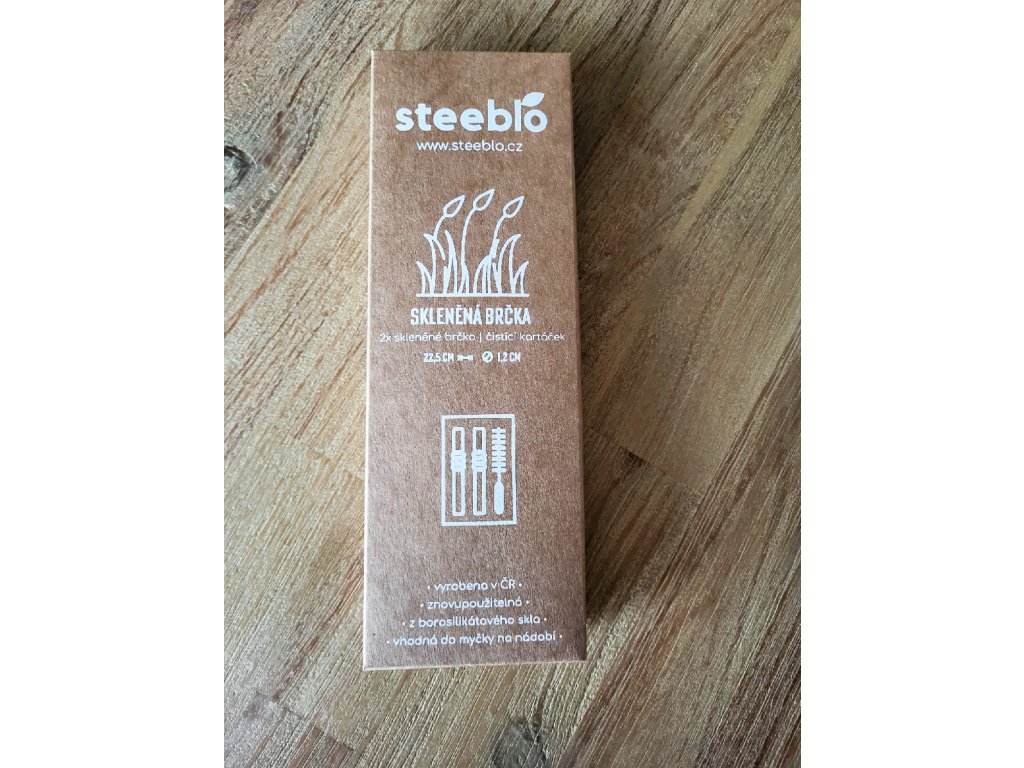 steeblo
www.steeblo.cz
SKLENĚNÁ BRČKA
2x skleněné brčko | čistící kartáček
22,5 CM 1,2 CM
• vyrobeno v ČR •
• znovupoužitelná •
• z borosilikátového skla •
• vhodná do myčky na nádobí •